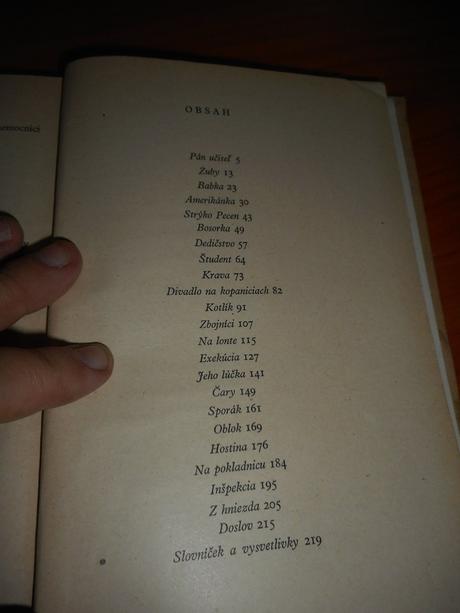 nemocnici
OBSAH
Pán učiteľ 5
Zuby 13
Babka 23
Amerikánka 30
Strýko Pecen 43
Bosorka 49
Dedičstvo 57
Študent 64
Krava 73
Divadlo na kopaniciach 82
Kotlík 91
Zbojníci 107
Na lonte 115
Exekúcia 127
Jeho lúčka 141
Čary 149
Sporák 161
Oblok 169
Hostina 176
Na pokladnicu 184
Inšpekcia 195
Z hniezda 205
Doslov 215
Slovníček a vysvetlivky 219